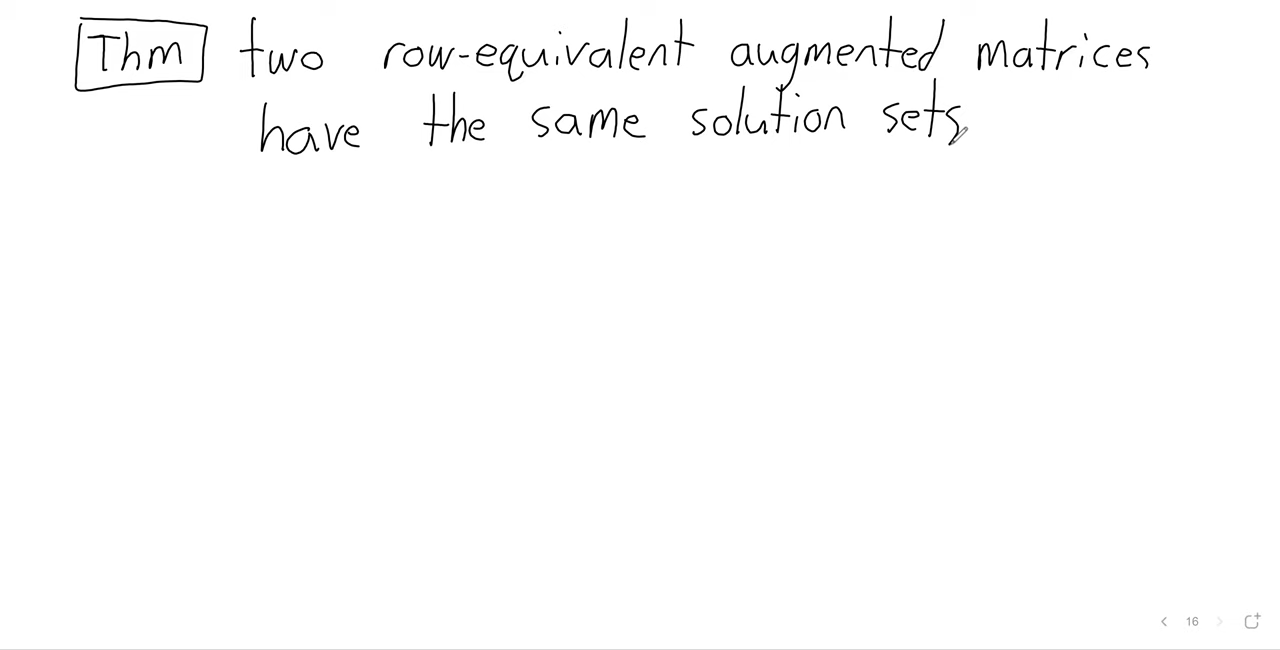 Thm two row-equivalent augmented matrices
have the same solution sets
16